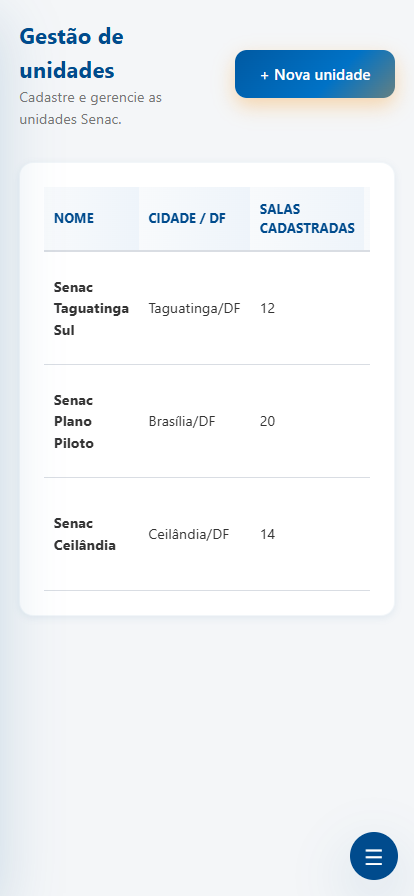 Gestão de
unidades
Cadastre e gerencie as
unidades Senac.
+ Nova unidade
NOME
CIDADE / DF
SALAS
CADASTRADAS
Senac
Taguatinga
Sul
Taguatinga/DF
12
Senac
Plano
Piloto
Brasília/DF
20
Senac
Ceilândia
Ceilândia/DF
14